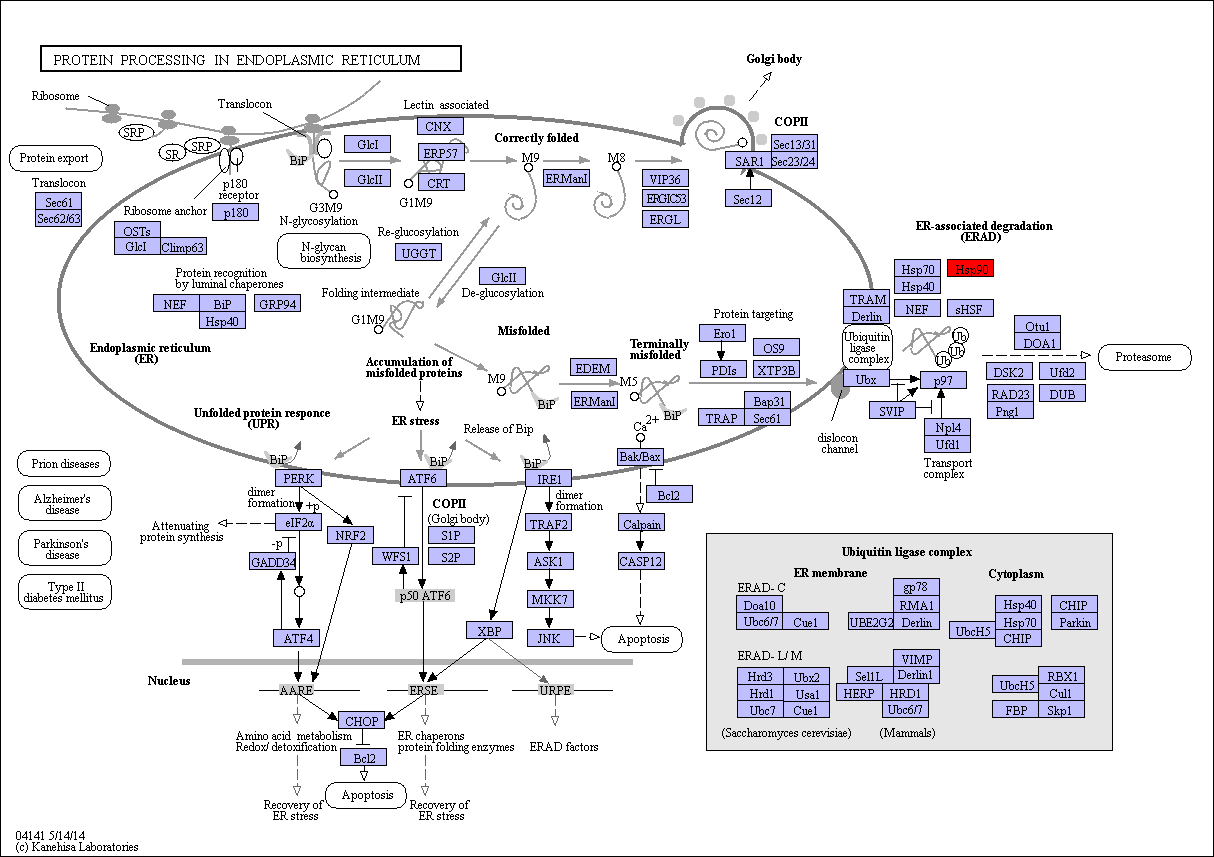 PROTEIN PROCESSING IN ENDOPLASMIC RETICULUM
Golgi body
Ribosome
Translocon
Lectin associated
SRP
SR
SRP
Protein export
Translocon
Sec61
Sec62/63
p180
receptor
p180
Ribosome anchor
OSTs
GlcI
Climp63
BiP
GlcI
GlcII
CNX
ERP57
CRT
G3M9
N-glycosylation
G1M9
N-glycan
biosynthesis
Correctly folded
M9
ERManI
M8
VIP36
ERGIC53
ERGL
COPII
Sec13/31
SAR1
Sec23/24
Sec12
Re-glucosylation
UGGT
GlcII
De-glucosylation
Protein recognition
by luminal chaperones
NEF
BiP
GRP94
Hsp40
Folding intermediate
G1M9
Endoplasmic reticulum
(ER)
Misfolded
Accumulation of
misfolded proteins
M9
BiP
EDEM
ERManI
Terminally
misfolded
M5
BiP
Protein targeting
Ero1
PDIs
OS9
XTP3B
Bap31
TRAP
Sec61
ER-associated degradation
(ERAD)
Hsp70
Hsp90
Hsp40
TRAM
Derlin
NEF
sHSF
Ubiquitin
ligase
complex
Ub
Ub
Ub
Otu1
DOA1
Proteasome
Ubx
p97
DSK2
Ufd2
RAD23
DUB
Png1
SVIP
Npl4
Ufd1
Transport
complex
dislocon
channel
Unfolded protein responce
(UPR)
ER stress
Release of Bip
Ca2+
Bak/Bax
Bcl2
BiP
PERK
BiP
ATF6
BiP
IRE1
Prion diseases
Alzheimer's
disease
Parkinson's
disease
Type II
diabetes mellitus
dimer
formation
+p
eIF2α
Attenuating
protein synthesis
-p
GADD34
NRF2
ATF4
COPII
(Golgi body)
S1P
S2P
WFS1
p50 ATF6
dimer
formation
TRAF2
ASK1
MKK7
JNK
XBP
Calpain
CASP12
Apoptosis
Nucleus
AARE
ERSE
URPE
CHOP
Bcl2
Apoptosis
Amino acid metabolism
Redox/ detoxification
ER chaperons
protein folding enzymes
ERAD factors
Recovery of
ER stress
Recovery of
ER stress
Ubiquitin ligase complex
ER membrane
Cytoplasm
ERAD- C
Doa10
Ubc6/7
Cue1
gp78
RMA1
UBE2G2
Derlin
Hsp40
UbcH5
Hsp70
CHIP
CHIP
Parkin
ERAD- L/ M
Hrd3
Ubx2
Hrd1
Usa1
Ubc7
Cue1
VIMP
Sel1L
Derlin1
HERP
HRD1
Ubc6/7
UbcH5
RBX1
Cul1
FBP
Skp1
(Saccharomyces cerevisiae)
(Mammals)
04141 5/14/14
(c) Kanehisa Laboratories